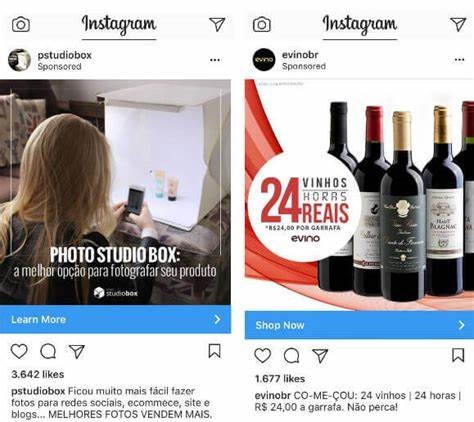 Instagram
pstudiobox
Sponsored
PHOTO STUDIO BOX:
a melhor opção para fotografar seu produto
studiobox
Learn More
3.642 likes
pstudiobox Ficou muito mais fácil fazer
fotos para redes sociais, ecommece, site e
blogs... MELHORES FOTOS VENDEM MAIS.
Instagram
evino
evinobr
Sponsored
24 VINHOS
HORAS
REAIS
*R$24,00 POR GARRAFA
evino
HAUT
BLAGNAC
Shop Now
1.677 likes
evinobr CO-ME-ÇOU: 24 vinhos | 24 horas |
R$ 24,00 a garrafa. Não perca!